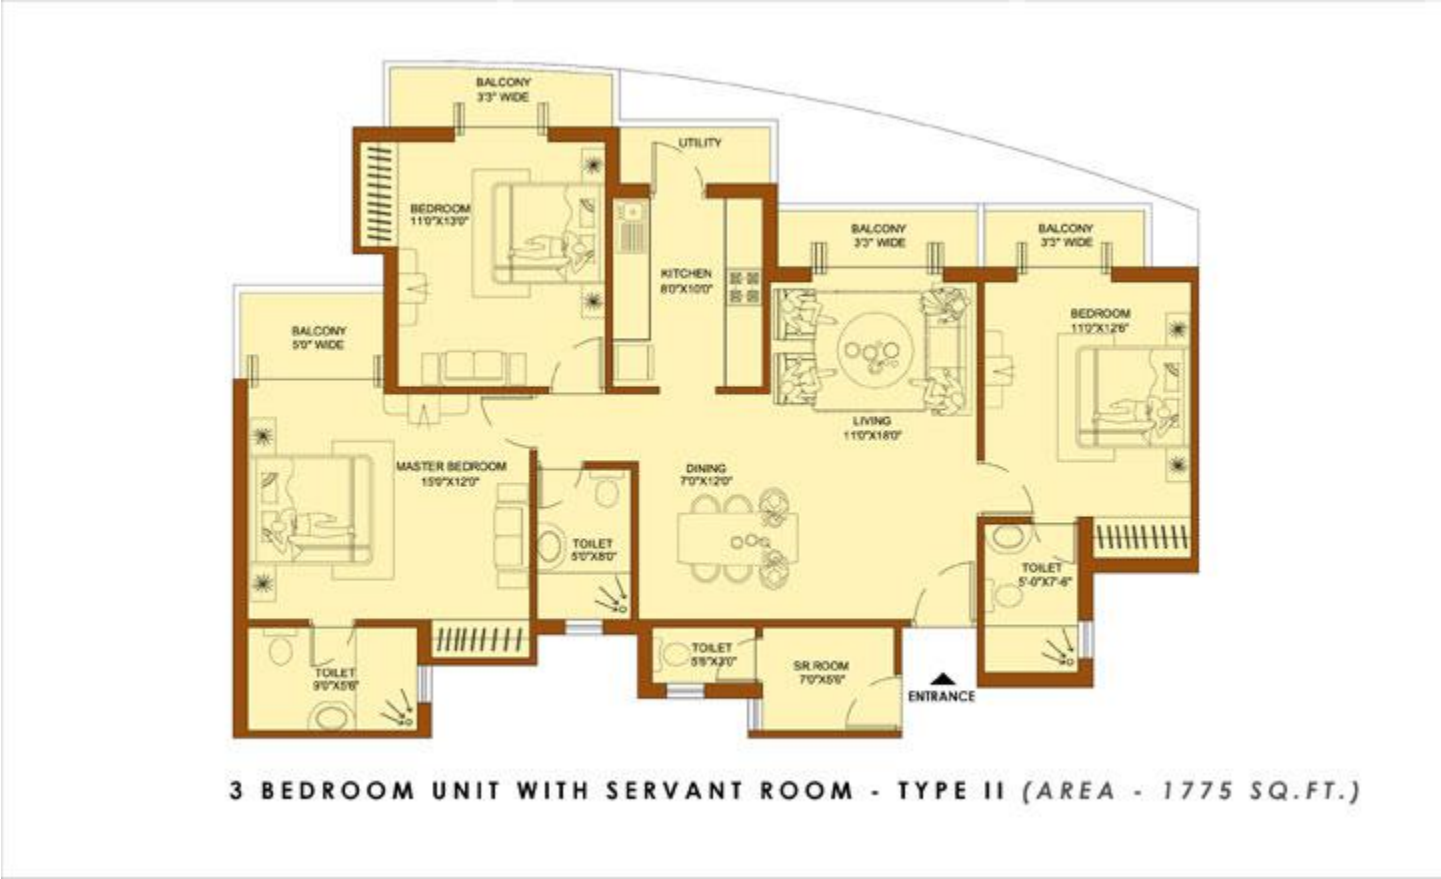 BALCONY
3'3" WIDE
UTILITY
BEDROOM
11'0"X13'0"
BALCONY
3'3" WIDE
BALCONY
3'3" WIDE
KITCHEN
8'0"X10'0"
BEDROOM
11'0"X12'6"
BALCONY
5'0" WIDE
LIVING
11'0"X18'0"
MASTER BEDROOM
15'0"X12'0"
DINING
7'0"X12'0"
TOILET
5'0"X8'0"
TOILET
5'-0"X7'-6"
TOILET
5'6"X3'0"
SR.ROOM
7'0"X5'6"
TOILET
9'0"X5'6"
ENTRANCE
3 BEDROOM UNIT WITH SERVANT ROOM - TYPE II (AREA - 1775 SQ.FT.)